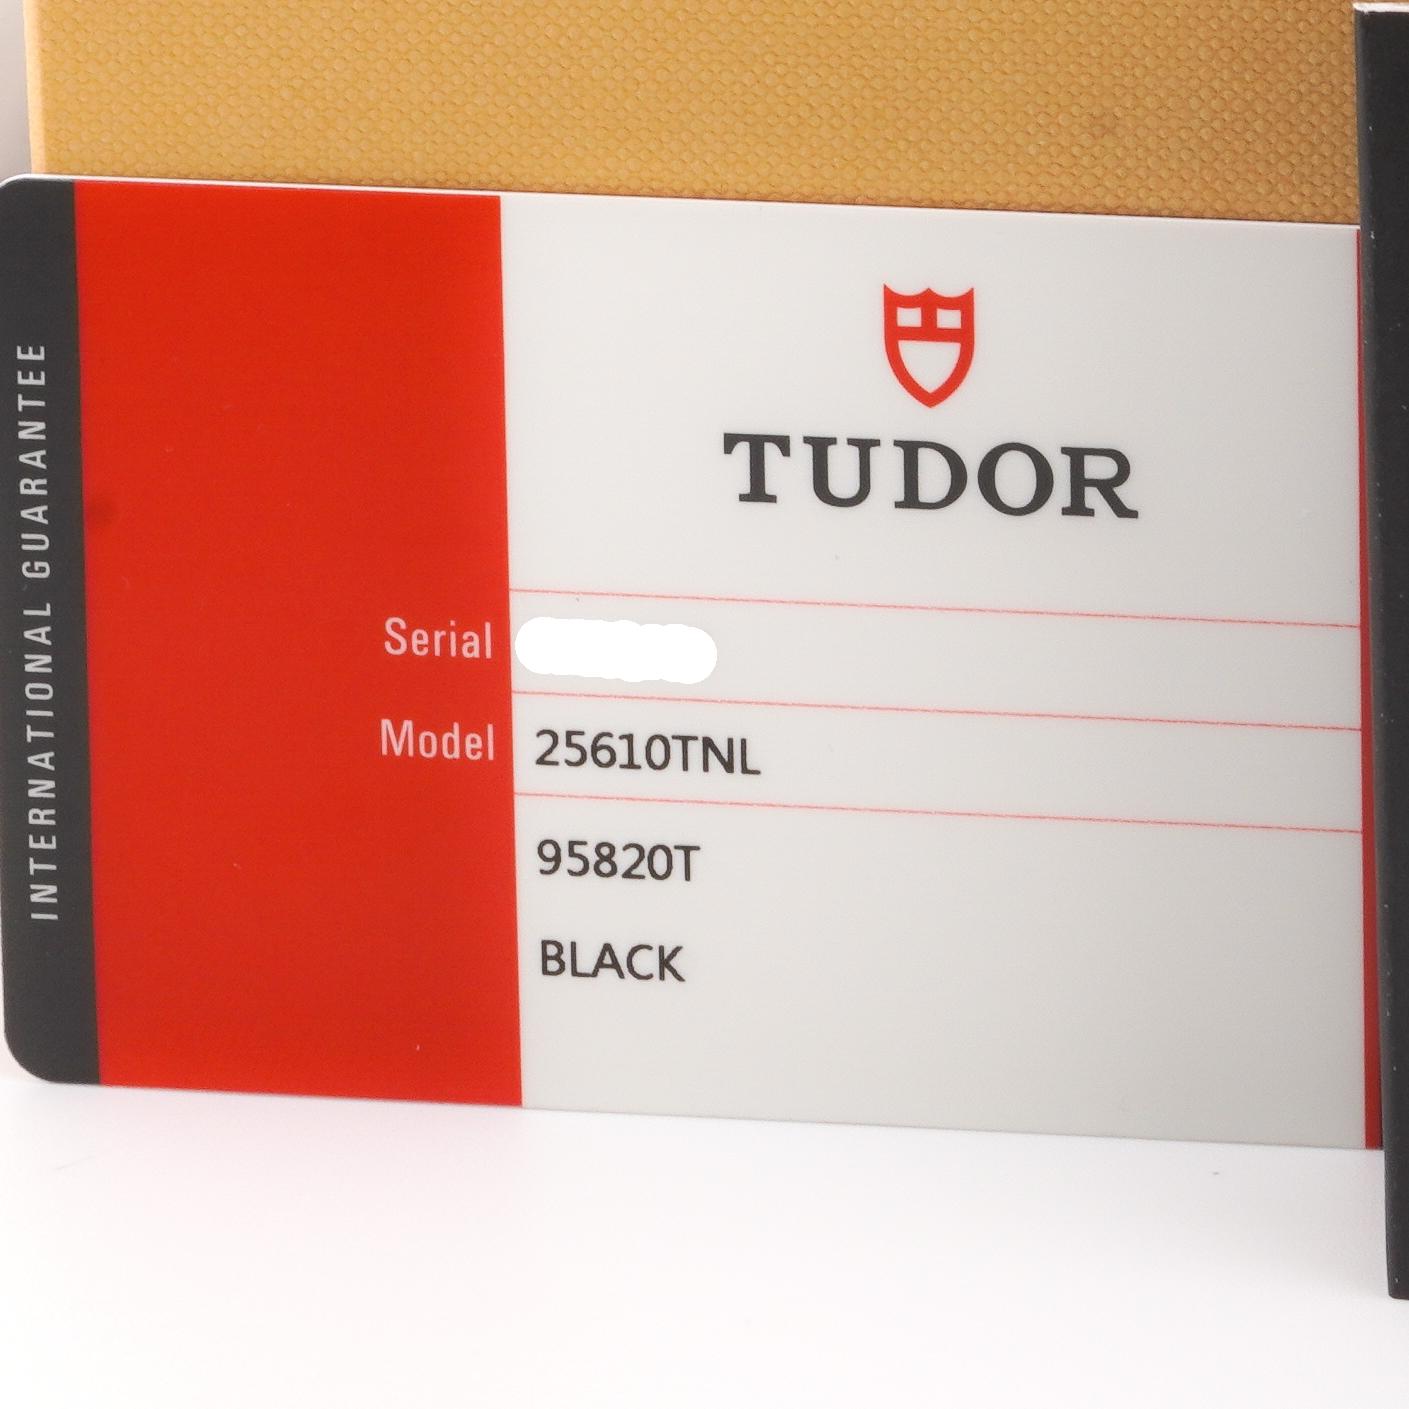 INTERNATIONAL GUARANTEE
TUDOR
Serial
Model 25610TNL
95820T
BLACK